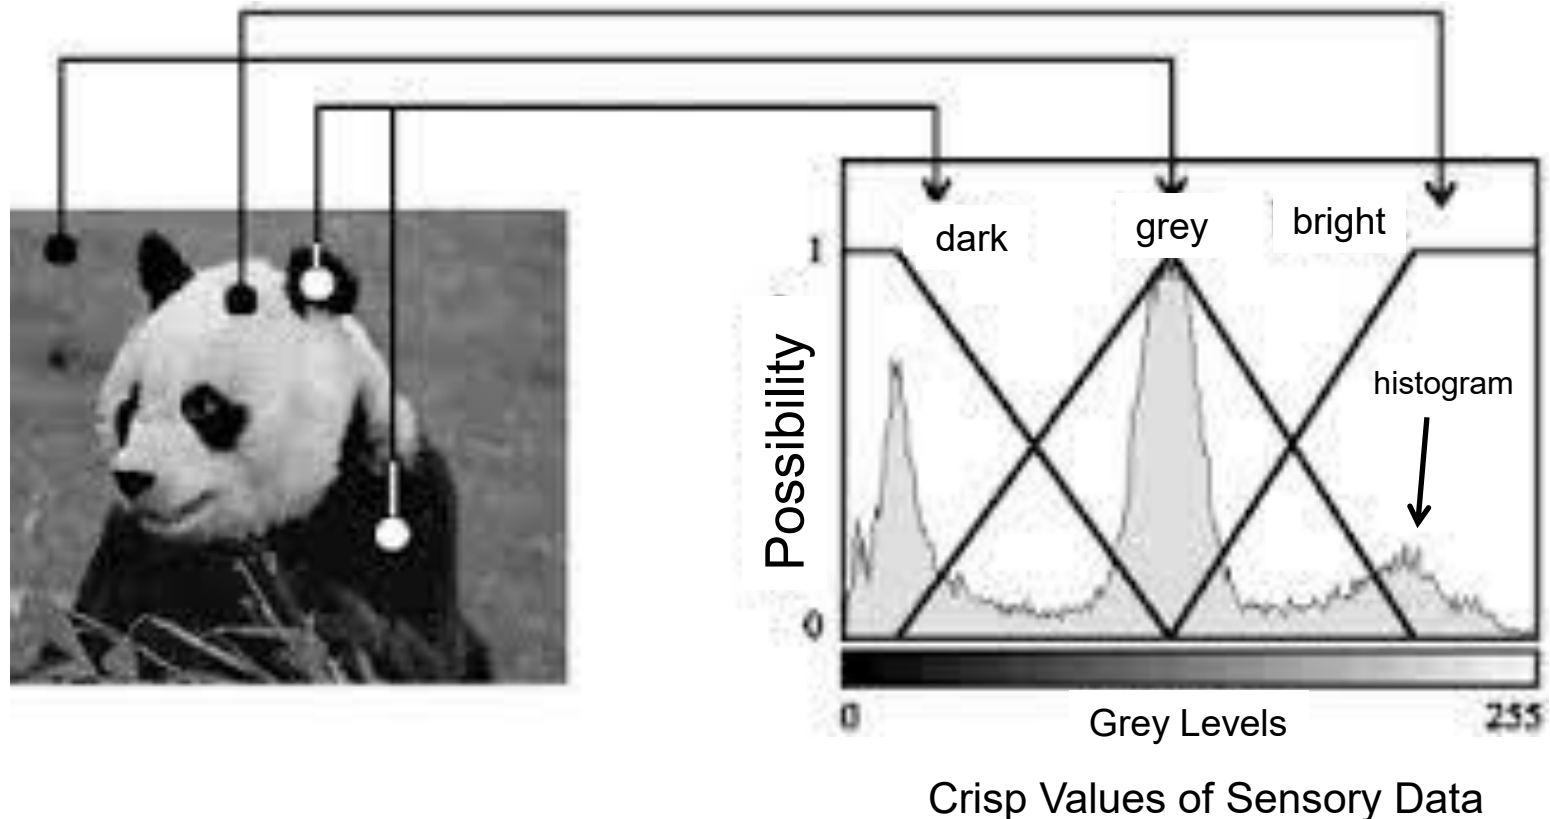 dark
grey
bright
1
histogram
Possibility
0
0
Grey Levels
255
Crisp Values of Sensory Data